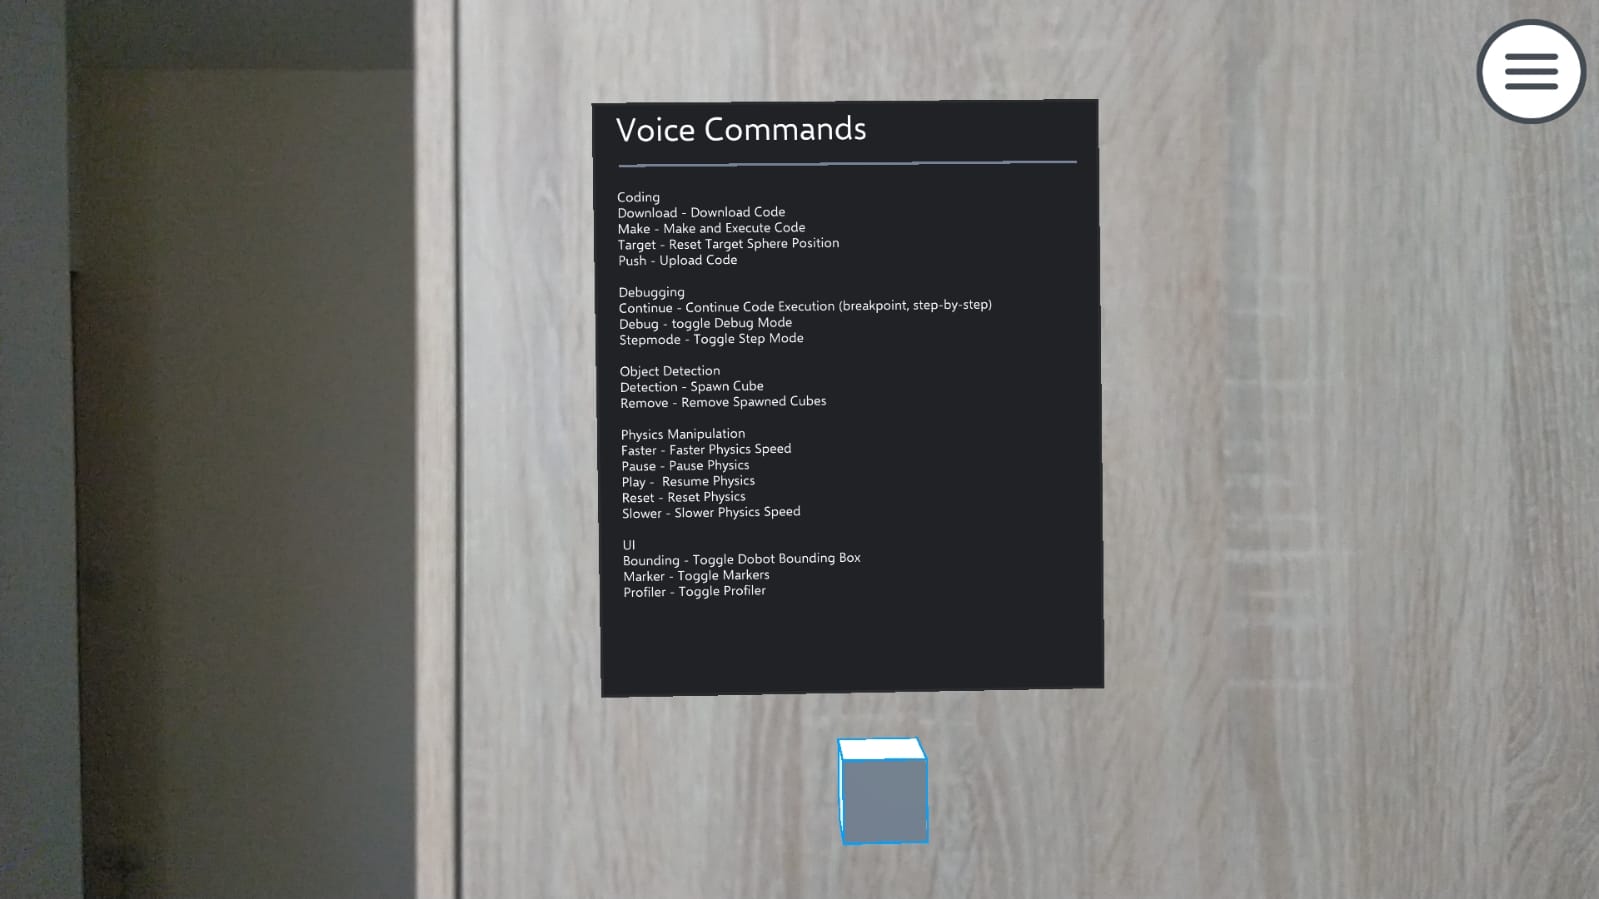 Voice Commands
Coding
Download - Download Code
Make - Make and Execute Code
Target - Reset Target Sphere Position
Push - Upload Code
Debugging
Continue - Continue Code Execution (breakpoint, step-by-step)
Debug - toggle Debug Mode
Stepmode - Toggle Step Mode
Object Detection
Detection - Spawn Cube
Remove - Remove Spawned Cubes
Physics Manipulation
Faster - Faster Physics Speed
Pause - Pause Physics
Play -  Resume Physics
Reset - Reset Physics
Slower - Slower Physics Speed
UI
Bounding - Toggle Dobot Bounding Box
Marker - Toggle Markers
Profiler - Toggle Profiler